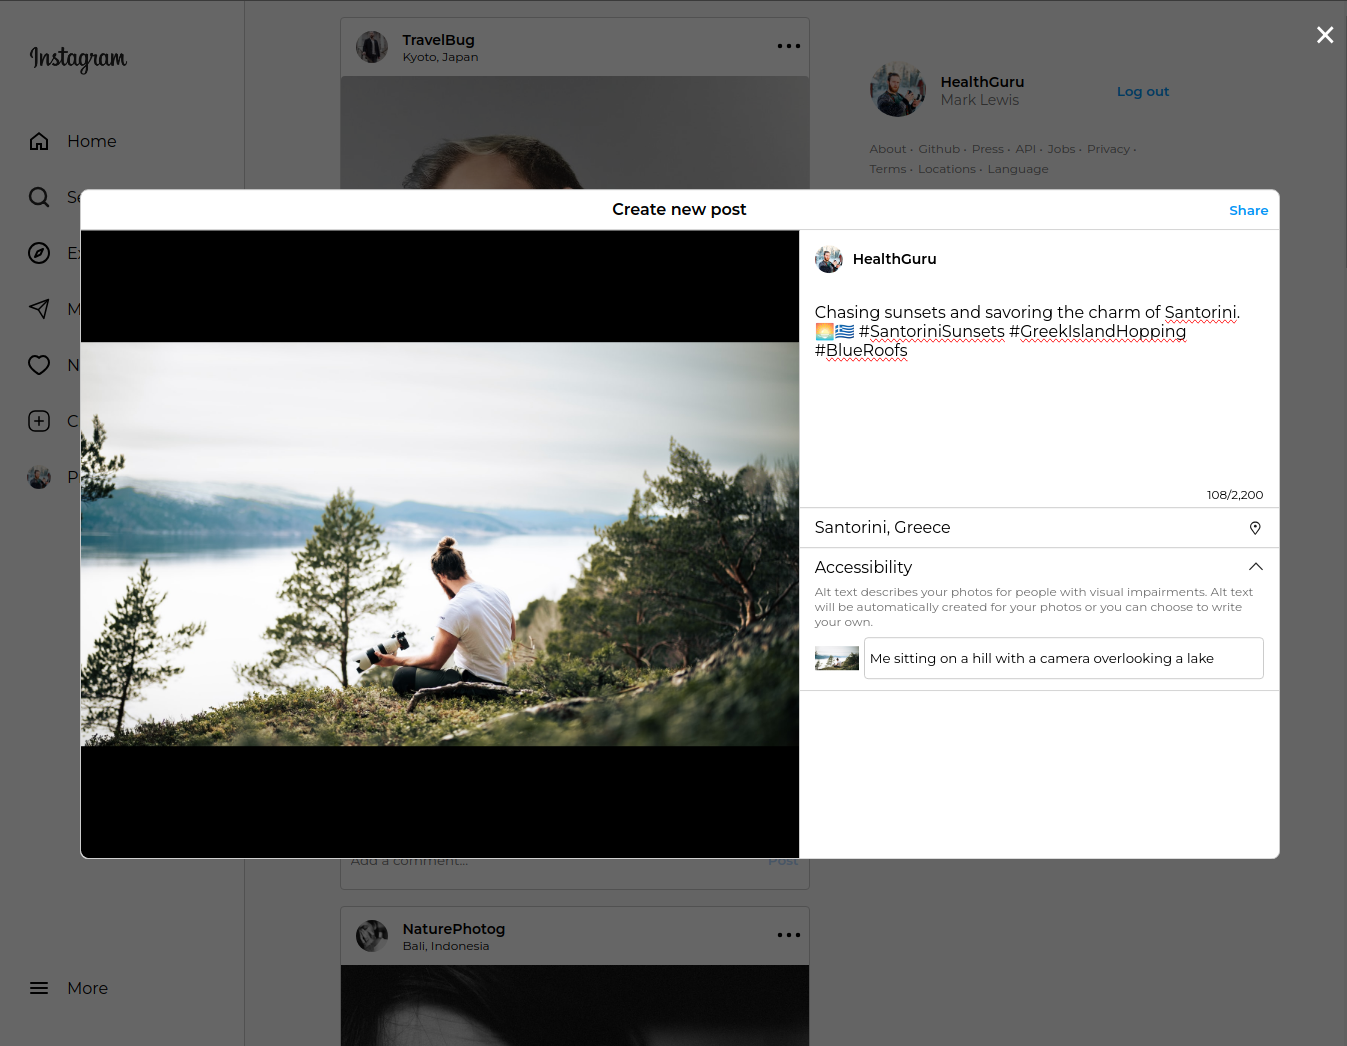 Instagram
Home
Se
Ex
M
N
C
P
More
TravelBug
Kyoto, Japan
HealthGuru
Mark Lewis
Log out
About · Github · Press · API · Jobs · Privacy ·
Terms · Locations · Language
Create new post
Share
HealthGuru
Chasing sunsets and savoring the charm of Santorini.
🌅🇬🇷 #SantoriniSunsets #GreekIslandHopping
#BlueRoofs
108/2,200
Santorini, Greece
Accessibility
Alt text describes your photos for people with visual impairments. Alt text
will be automatically created for your photos or you can choose to write
your own.
Me sitting on a hill with a camera overlooking a lake
Add a comment...
Post
NaturePhotog
Bali, Indonesia